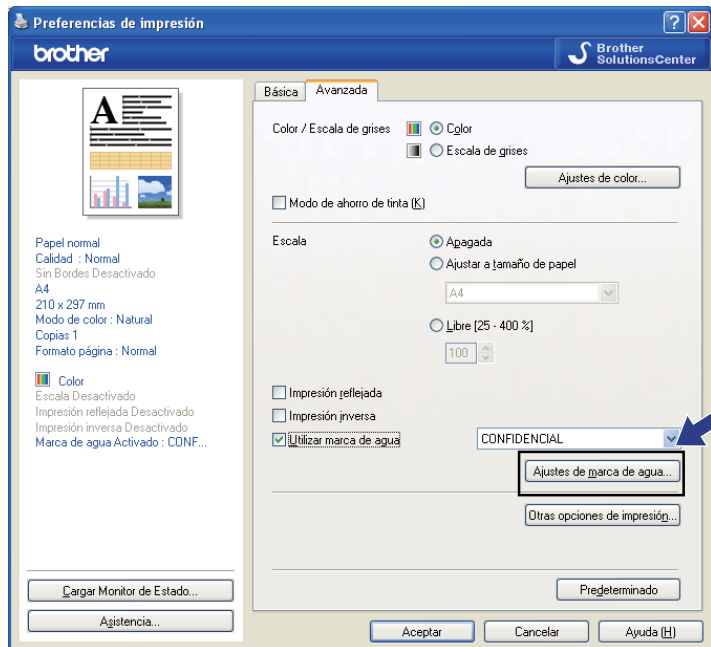 Preferencias de impresión
brother
Brother
SolutionsCenter
Básica
Avanzada
A
Color / Escala de grises
Color
Escala de grises
Ajustes de color...
Modo de ahorro de tinta (K)
Escala
Apagada
Ajustar a tamaño de papel
A4
Libre [25 - 400 %]
100
Impresión reflejada
Impresión inversa
Utilizar marca de agua
CONFIDENCIAL
Ajustes de marca de agua...
Otras opciones de impresión...
Predeterminado
Papel normal
Calidad : Normal
Sin Bordes Desactivado
A4
210 x 297 mm
Modo de color : Natural
Copias 1
Formato página : Normal
Color
Escala Desactivado
Impresión reflejada Desactivado
Impresión inversa Desactivado
Marca de agua Activado : CONF...
Cargar Monitor de Estado...
Asistencia...
Aceptar
Cancelar
Ayuda (H)